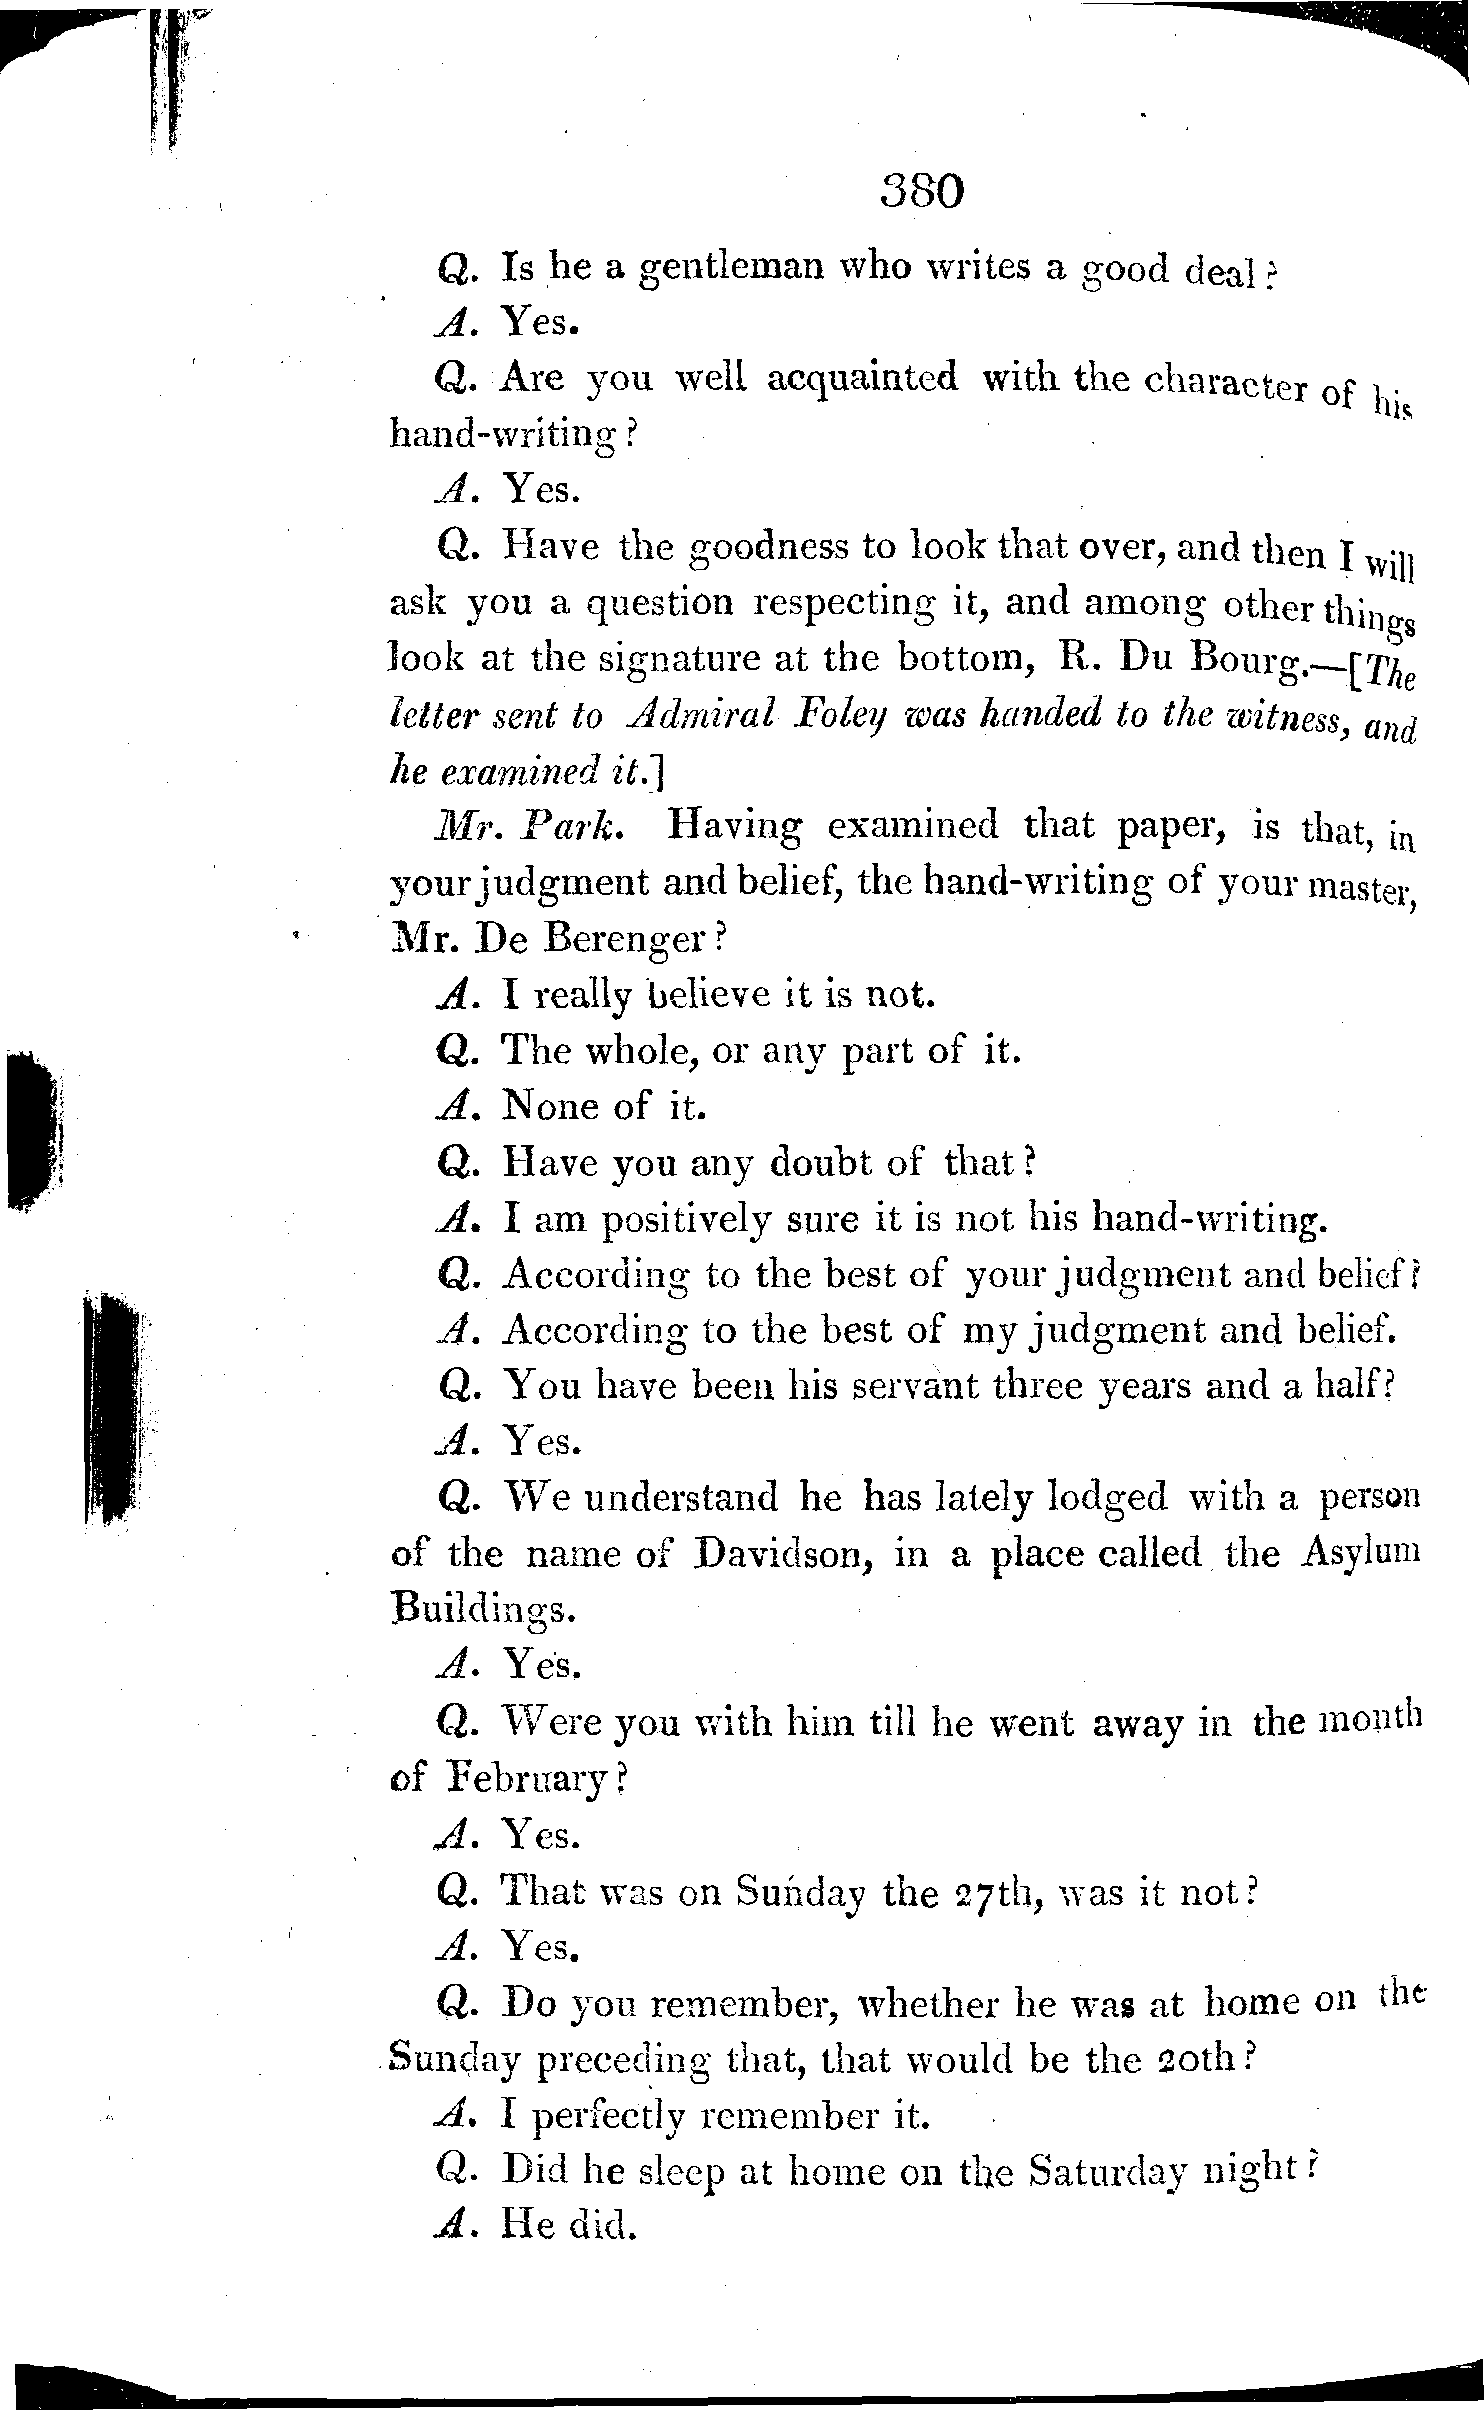 380
Q. Is he a gentleman who writes a good deal?
A. Yes.
Q. Are you well acquainted with the character of his
hand-writing?
A. Yes.
Q. Have the goodness to look that over, and then I will
ask you a question respecting it, and among other things
look at the signature at the bottom, R. Du Bourg.—[The
letter sent to Admiral Foley was handed to the witness, and
he examined it.]
Mr. Park. Having examined that paper, is that, in
your judgment and belief, the hand-writing of your master,
Mr. De Berenger?
A. I really believe it is not.
Q. The whole, or any part of it.
A. None of it.
Q. Have you any doubt of that?
A. I am positively sure it is not his hand-writing.
Q. According to the best of your judgment and belief?
A. According to the best of my judgment and belief.
Q. You have been his servant three years and a half?
A. Yes.
Q. We understand he has lately lodged with a person
of the name of Davidson, in a place called the Asylum
Buildings.
A. Yes.
Q. Were you with him till he went away in the month
of February?
A. Yes.
Q. That was on Sunday the 27th, was it not?
A. Yes.
Q. Do you remember, whether he was at home on the
Sunday preceding that, that would be the 20th?
A. I perfectly remember it.
Q. Did he sleep at home on the Saturday night?
A. He did.